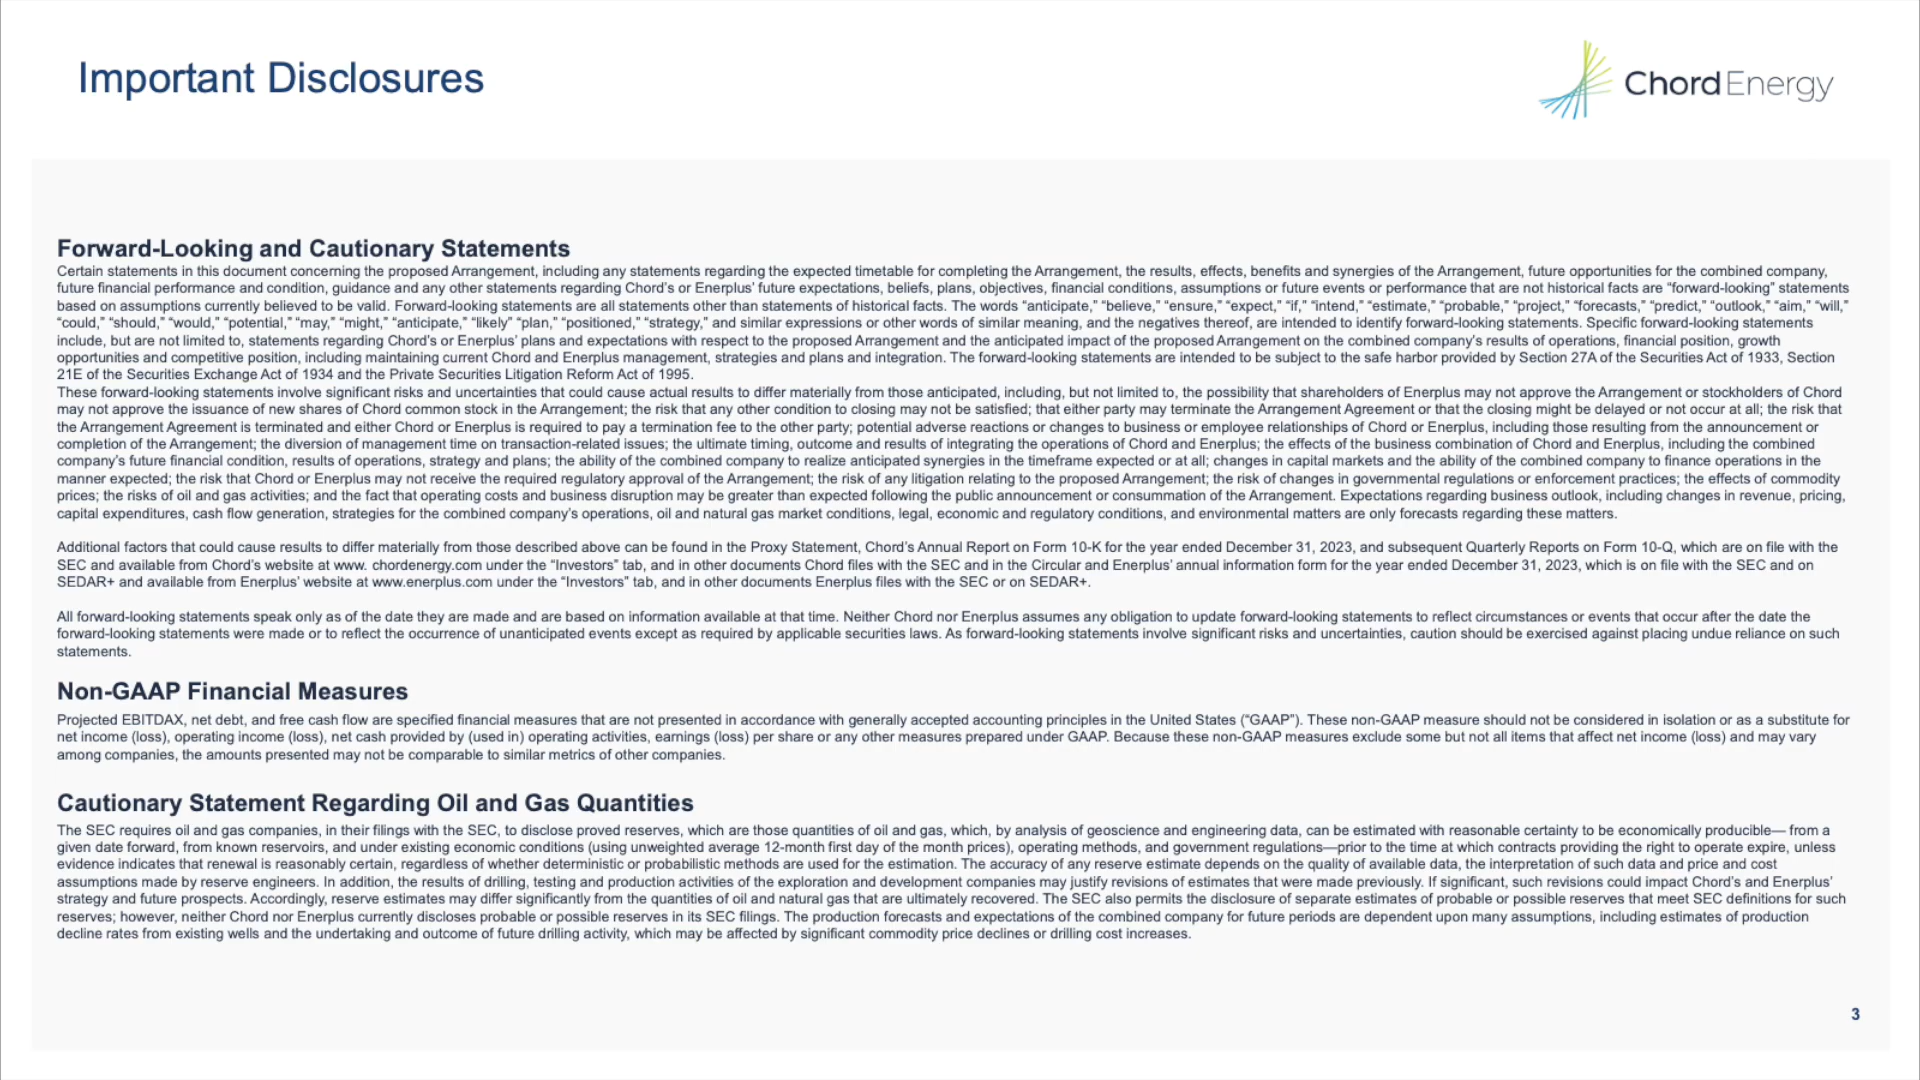 Important Disclosures
Chord Energy
Forward-Looking and Cautionary Statements
Certain statements in this document concerning the proposed Arrangement, including any statements regarding the expected timetable for completing the Arrangement, the results, effects, benefits and synergies of the Arrangement, future opportunities for the combined company,
future financial performance and condition, guidance and any other statements regarding Chord’s or Enerplus’ future expectations, beliefs, plans, objectives, financial conditions, assumptions or future events or performance that are not historical facts are “forward-looking” statements
based on assumptions currently believed to be valid. Forward-looking statements are all statements other than statements of historical facts. The words “anticipate,” “believe,” “ensure,” “expect,” “if,” “intend,” “estimate,” “probable,” “project,” “forecasts,” “predict,” “outlook,” “aim,” “will,”
“could,” “should,” “would,” “potential,” “may,” “might,” “anticipate,” “likely” “plan,” “positioned,” “strategy,” and similar expressions or other words of similar meaning, and the negatives thereof, are intended to identify forward-looking statements. Specific forward-looking statements
include, but are not limited to, statements regarding Chord’s or Enerplus’ plans and expectations with respect to the proposed Arrangement and the anticipated impact of the proposed Arrangement on the combined company’s results of operations, financial position, growth
opportunities and competitive position, including maintaining current Chord and Enerplus management, strategies and plans and integration. The forward-looking statements are intended to be subject to the safe harbor provided by Section 27A of the Securities Act of 1933, Section
21E of the Securities Exchange Act of 1934 and the Private Securities Litigation Reform Act of 1995.
These forward-looking statements involve significant risks and uncertainties that could cause actual results to differ materially from those anticipated, including, but not limited to, the possibility that shareholders of Enerplus may not approve the Arrangement or stockholders of Chord
may not approve the issuance of new shares of Chord common stock in the Arrangement; the risk that any other condition to closing may not be satisfied; that either party may terminate the Arrangement Agreement or that the closing might be delayed or not occur at all; the risk that
the Arrangement Agreement is terminated and either Chord or Enerplus is required to pay a termination fee to the other party; potential adverse reactions or changes to business or employee relationships of Chord or Enerplus, including those resulting from the announcement or
completion of the Arrangement; the diversion of management time on transaction-related issues; the ultimate timing, outcome and results of integrating the operations of Chord and Enerplus; the effects of the business combination of Chord and Enerplus, including the combined
company’s future financial condition, results of operations, strategy and plans; the ability of the combined company to realize anticipated synergies in the timeframe expected or at all; changes in capital markets and the ability of the combined company to finance operations in the
manner expected; the risk that Chord or Enerplus may not receive the required regulatory approval of the Arrangement; the risk of any litigation relating to the proposed Arrangement; the risk of changes in governmental regulations or enforcement practices; the effects of commodity
prices; the risks of oil and gas activities; and the fact that operating costs and business disruption may be greater than expected following the public announcement or consummation of the Arrangement. Expectations regarding business outlook, including changes in revenue, pricing,
capital expenditures, cash flow generation, strategies for the combined company’s operations, oil and natural gas market conditions, legal, economic and regulatory conditions, and environmental matters are only forecasts regarding these matters.
Additional factors that could cause results to differ materially from those described above can be found in the Proxy Statement, Chord’s Annual Report on Form 10-K for the year ended December 31, 2023, and subsequent Quarterly Reports on Form 10-Q, which are on file with the
SEC and available from Chord’s website at www. chordenergy.com under the “Investors” tab, and in other documents Chord files with the SEC and in the Circular and Enerplus’ annual information form for the year ended December 31, 2023, which is on file with the SEC and on
SEDAR+ and available from Enerplus’ website at www.enerplus.com under the “Investors” tab, and in other documents Enerplus files with the SEC or on SEDAR+.
All forward-looking statements speak only as of the date they are made and are based on information available at that time. Neither Chord nor Enerplus assumes any obligation to update forward-looking statements to reflect circumstances or events that occur after the date the
forward-looking statements were made or to reflect the occurrence of unanticipated events except as required by applicable securities laws. As forward-looking statements involve significant risks and uncertainties, caution should be exercised against placing undue reliance on such
statements.
Non-GAAP Financial Measures
Projected EBITDAX, net debt, and free cash flow are specified financial measures that are not presented in accordance with generally accepted accounting principles in the United States (“GAAP”). These non-GAAP measure should not be considered in isolation or as a substitute for
net income (loss), operating income (loss), net cash provided by (used in) operating activities, earnings (loss) per share or any other measures prepared under GAAP. Because these non-GAAP measures exclude some but not all items that affect net income (loss) and may vary
among companies, the amounts presented may not be comparable to similar metrics of other companies.
Cautionary Statement Regarding Oil and Gas Quantities
The SEC requires oil and gas companies, in their filings with the SEC, to disclose proved reserves, which are those quantities of oil and gas, which, by analysis of geoscience and engineering data, can be estimated with reasonable certainty to be economically producible— from a
given date forward, from known reservoirs, and under existing economic conditions (using unweighted average 12-month first day of the month prices), operating methods, and government regulations—prior to the time at which contracts providing the right to operate expire, unless
evidence indicates that renewal is reasonably certain, regardless of whether deterministic or probabilistic methods are used for the estimation. The accuracy of any reserve estimate depends on the quality of available data, the interpretation of such data and price and cost
assumptions made by reserve engineers. In addition, the results of drilling, testing and production activities of the exploration and development companies may justify revisions of estimates that were made previously. If significant, such revisions could impact Chord’s and Enerplus’
strategy and future prospects. Accordingly, reserve estimates may differ significantly from the quantities of oil and natural gas that are ultimately recovered. The SEC also permits the disclosure of separate estimates of probable or possible reserves that meet SEC definitions for such
reserves; however, neither Chord nor Enerplus currently discloses probable or possible reserves in its SEC filings. The production forecasts and expectations of the combined company for future periods are dependent upon many assumptions, including estimates of production
decline rates from existing wells and the undertaking and outcome of future drilling activity, which may be affected by significant commodity price declines or drilling cost increases.
3